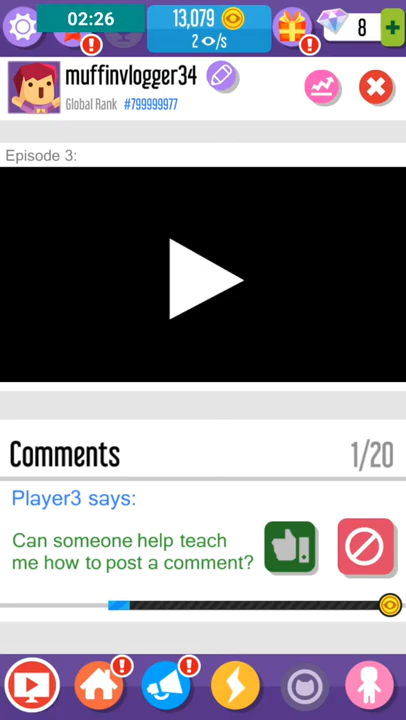 02:26
13,079
2 /s
8
muffinvlogger34
Global Rank #799999977
Episode 3:
Comments 1/20
Player3 says:
Can someone help teach
me how to post a comment?